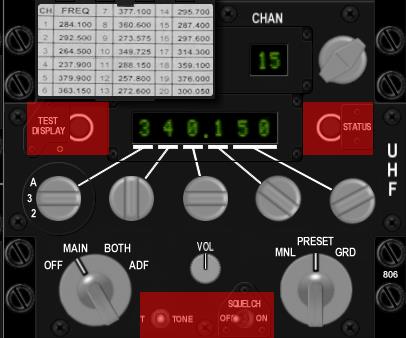 CH FREQ 7 377.100 14 295.700
1 284.100 8 360.600 15 287.400
2 292.500 9 273.575 16 297.600
3 264.500 10 349.725 17 314.300
4 237.900 11 288.150 18 359.100
5 379.900 12 257.800 19 376.000
6 363.150 13 272.600 20 300.050
CHAN
15
TEST
DISPLAY
340.150
STATUS
UHF
A
3
2
MAIN BOTH
OFF ADF
VOL
PRESET
MNL GRD
806
SQUELCH
T TONE OFF ON